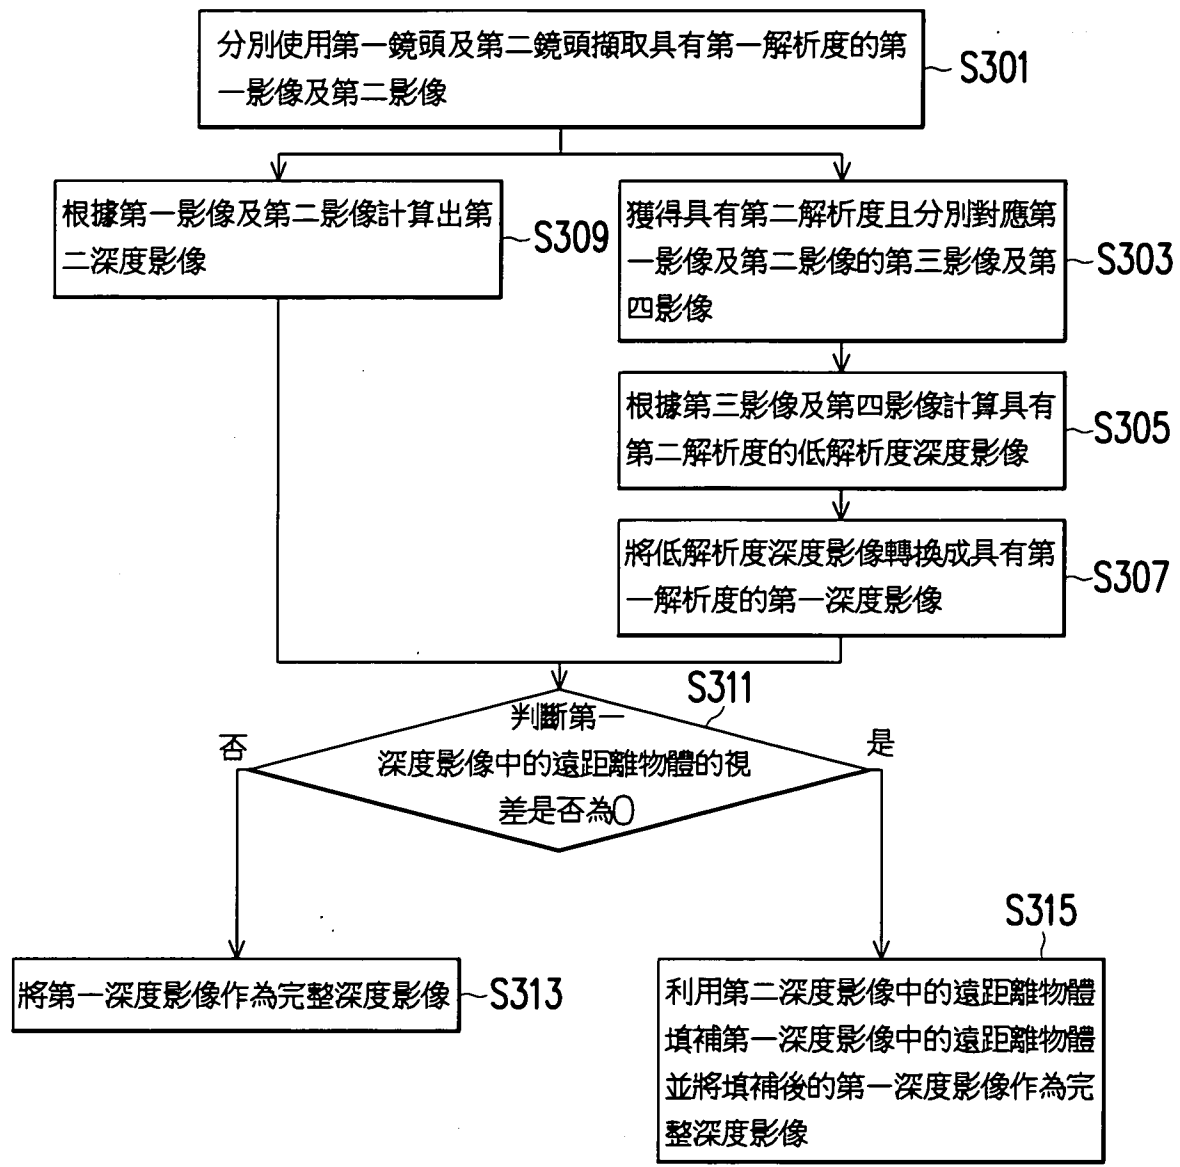 分別使用第一鏡頭及第二鏡頭擷取具有第一解析度的第
一影像及第二影像
S301
根據第一影像及第二影像計算出第
二深度影像
S309
獲得具有第二解析度且分別對應第
一影像及第二影像的第三影像及第
四影像
S303
根據第三影像及第四影像計算具有
第二解析度的低解析度深度影像
S305
將低解析度深度影像轉換成具有第
一解析度的第一深度影像
S307
S311
判斷第一
深度影像中的遠距離物體的視
差是否為0
否
是
將第一深度影像作為完整深度影像
S313
S315
利用第二深度影像中的遠距離物體
填補第一深度影像中的遠距離物體
並將填補後的第一深度影像作為完
整深度影像